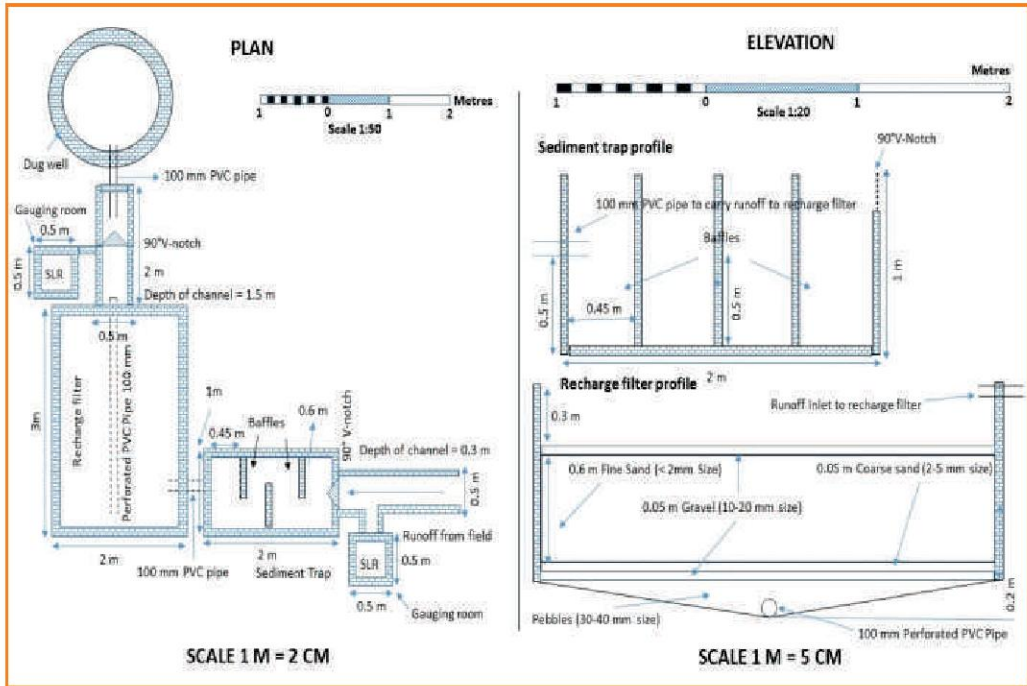 PLAN
1 0 1 2 Metres
Scale 1:50
Dug well
100 mm PVC pipe
Gauging room
0.5 m
90°V-notch
0.5 m
SLR
2 m
Depth of channel = 1.5 m
0.5 m
Recharge filter
Perforated PVC Pipe 100 mm
3m
1m
0.6 m
Baffles
0.45 m
90° V-notch
Depth of channel = 0.3 m
0.5 m
2 m
2 m
Runoff from field
100 mm PVC pipe
Sediment Trap
SLR
0.5 m
0.5 m
Gauging room
SCALE 1 M = 2 CM
ELEVATION
Metres
1 0 1 2
Scale 1:20
Sediment trap profile
90°V-Notch
100 mm PVC pipe to carry runoff to recharge filter
Baffles
0.5 m
0.45 m
0.5 m
1 m
2 m
Recharge filter profile
Runoff Inlet to recharge filter
0.3 m
0.6 m Fine Sand (< 2mm Size)
0.05 m Coarse sand (2-5 mm size)
0.05 m Gravel (10-20 mm size)
0.2 m
Pebbles (30-40 mm size)
100 mm Perforated PVC Pipe
SCALE 1 M = 5 CM